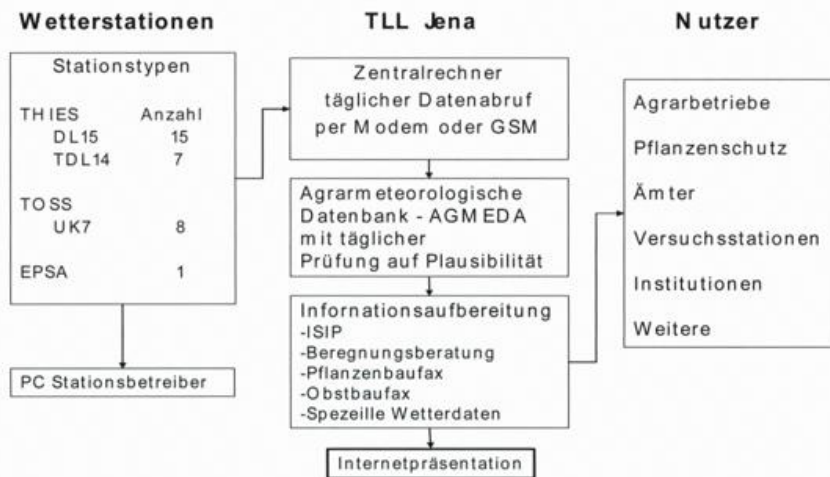 Wetterstationen
Stationstypen
THIES Anzahl
DL15 15
TDL14 7
TOSS
UK7 8
EPSA 1
PC Stationsbetreiber
TLL Jena
Zentralrechner
täglicher Datenabruf
per Modem oder GSM
Agrarmeteorologische
Datenbank - AGMEDA
mit täglicher
Prüfung auf Plausibilität
Infornationsaufbereitung
-ISIP
-Beregnungsberatung
-Pflanzenbaufax
-Obstbaufax
-Spezeille Wetterdaten
Internetpräsentation
Nutzer
Agrarbetriebe
Pflanzenschutz
Ämter
Versuchsstationen
Institutionen
Weitere